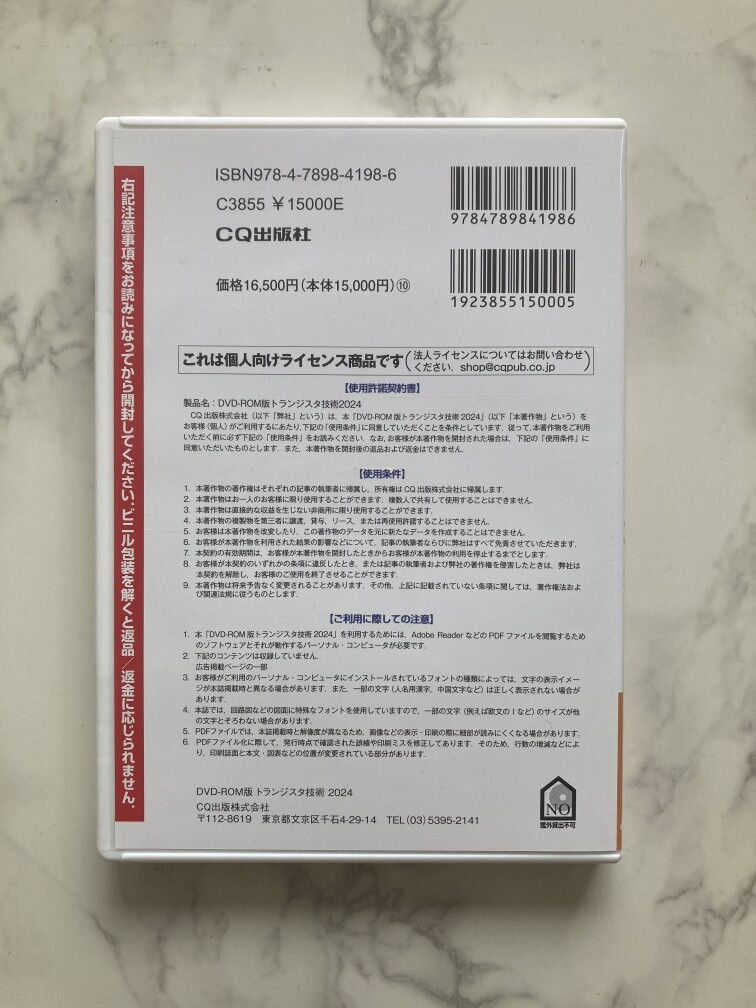 右記注意事項をお読みになってから開封してください．ビニル包装を解くと返品／返金に応じられません．
ISBN978-4-7898-4198-6
C3855 ￥15000E
CQ出版社
価格16,500円（本体15,000円）⑩
9784789841986
1923855150005
これは個人向けライセンス商品です（法人ライセンスについてはお問い合わせ
ください．shop@cqpub.co.jp）
【使用許諾契約書】
製品名：DVD-ROM版トランジスタ技術2024
CQ出版株式会社（以下「弊社」という）は，本「DVD-ROM版トランジスタ技術2024」（以下「本著作物」という）を
お客様（個人）がご利用するにあたり，下記の「使用条件」に同意していただくことを条件としています．従って，本著作物をご利用
いただく前に必ず下記の「使用条件」をお読みください．なお，お客様が本著作物を開封された場合は，下記の「使用条件」に
同意いただいたものとします．また，本著作物を開封後の返品および返金はできません．
【使用条件】
1．本著作物の著作権はそれぞれの記事の執筆者に帰属し，所有権はCQ出版株式会社に帰属します．
2．本著作物はお一人のお客様に限り使用することができます．複数人で共有して使用することはできません．
3．本著作物は直接的な収益を生じない非商用に限り使用することができます．
4．本著作物の複製物を第三者に譲渡，貸与，リース，または再使用許諾することはできません．
5．お客様は本著作物を改変したり，この著作物のデータを元に新たなデータを作成することはできません．
6．お客様が本著作物を利用された結果の影響などについて，記事の執筆者ならびに弊社はすべて免責させていただきます．
7．本契約の有効期間は，お客様が本著作物を開封したときからお客様が本著作物の利用を停止するまでとします．
8．お客様が本契約のいずれかの条項に違反したとき，または記事の執筆者および弊社の著作権を侵害したときは，弊社は
本契約を解除し，お客様のご使用を終了させることができます．
9．本著作物は将来予告なく変更されることがあります．その他，上記に記載されていない条項に関しては，著作権法およ
び関連法規に従うものとします．
【ご利用に際しての注意】
1．本「DVD-ROM版トランジスタ技術2024」を利用するためには，Adobe ReaderなどのPDFファイルを閲覧するため
のソフトウェアとそれが動作するパーソナル・コンピュータが必要です．
2．下記のコンテンツは収録していません．
広告掲載ページの一部
3．お客様がご利用のパーソナル・コンピュータにインストールされているフォントの種類によっては，文字の表示イメー
ジが本誌掲載時と異なる場合があります．また，一部の文字（人名用漢字，中国文字など）は正しく表示されない場合が
あります．
4．本誌では，回路図などの図面に特殊なフォントを使用していますので，一部の文字（例えば欧文のIなど）のサイズが他
の文字とそろわない場合があります．
5．PDFファイルでは，本誌掲載時と解像度が異なるため，画像などの表示・印刷の際に細部が読みにくくなる場合があります．
6．PDFファイル化に際して，発行時点で確認された誤植や印刷ミスを修正してあります．そのため，行数の増減などによ
り，印刷誌面と本文・図表などの位置が変更されている部分があります．
DVD-ROM版 トランジスタ技術 2024
CQ出版株式会社
〒112-8619 東京都文京区千石4-29-14 TEL（03）5395-2141
NO
館外貸出不可